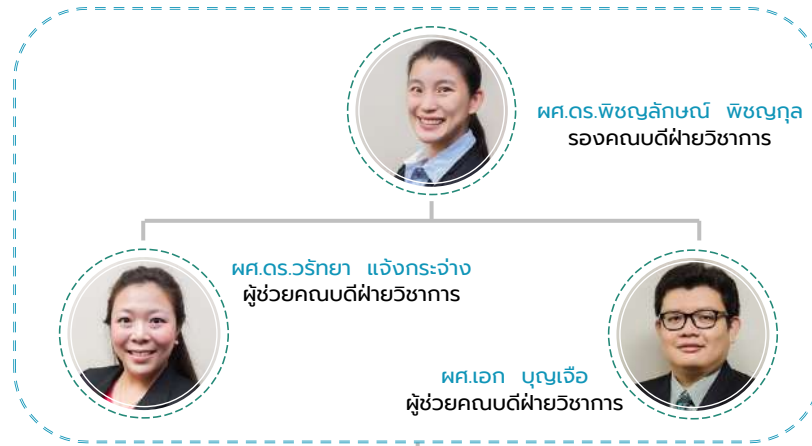 ผศ.ดร.พิชญลักษณ์ พิชญกุล
รองคณบดีฝ่ายวิชาการ
ผศ.ดร.วรัทยา แจ้งกระจ่าง
ผู้ช่วยคณบดีฝ่ายวิชาการ
ผศ.เอก บุญเจือ
ผู้ช่วยคณบดีฝ่ายวิชาการ